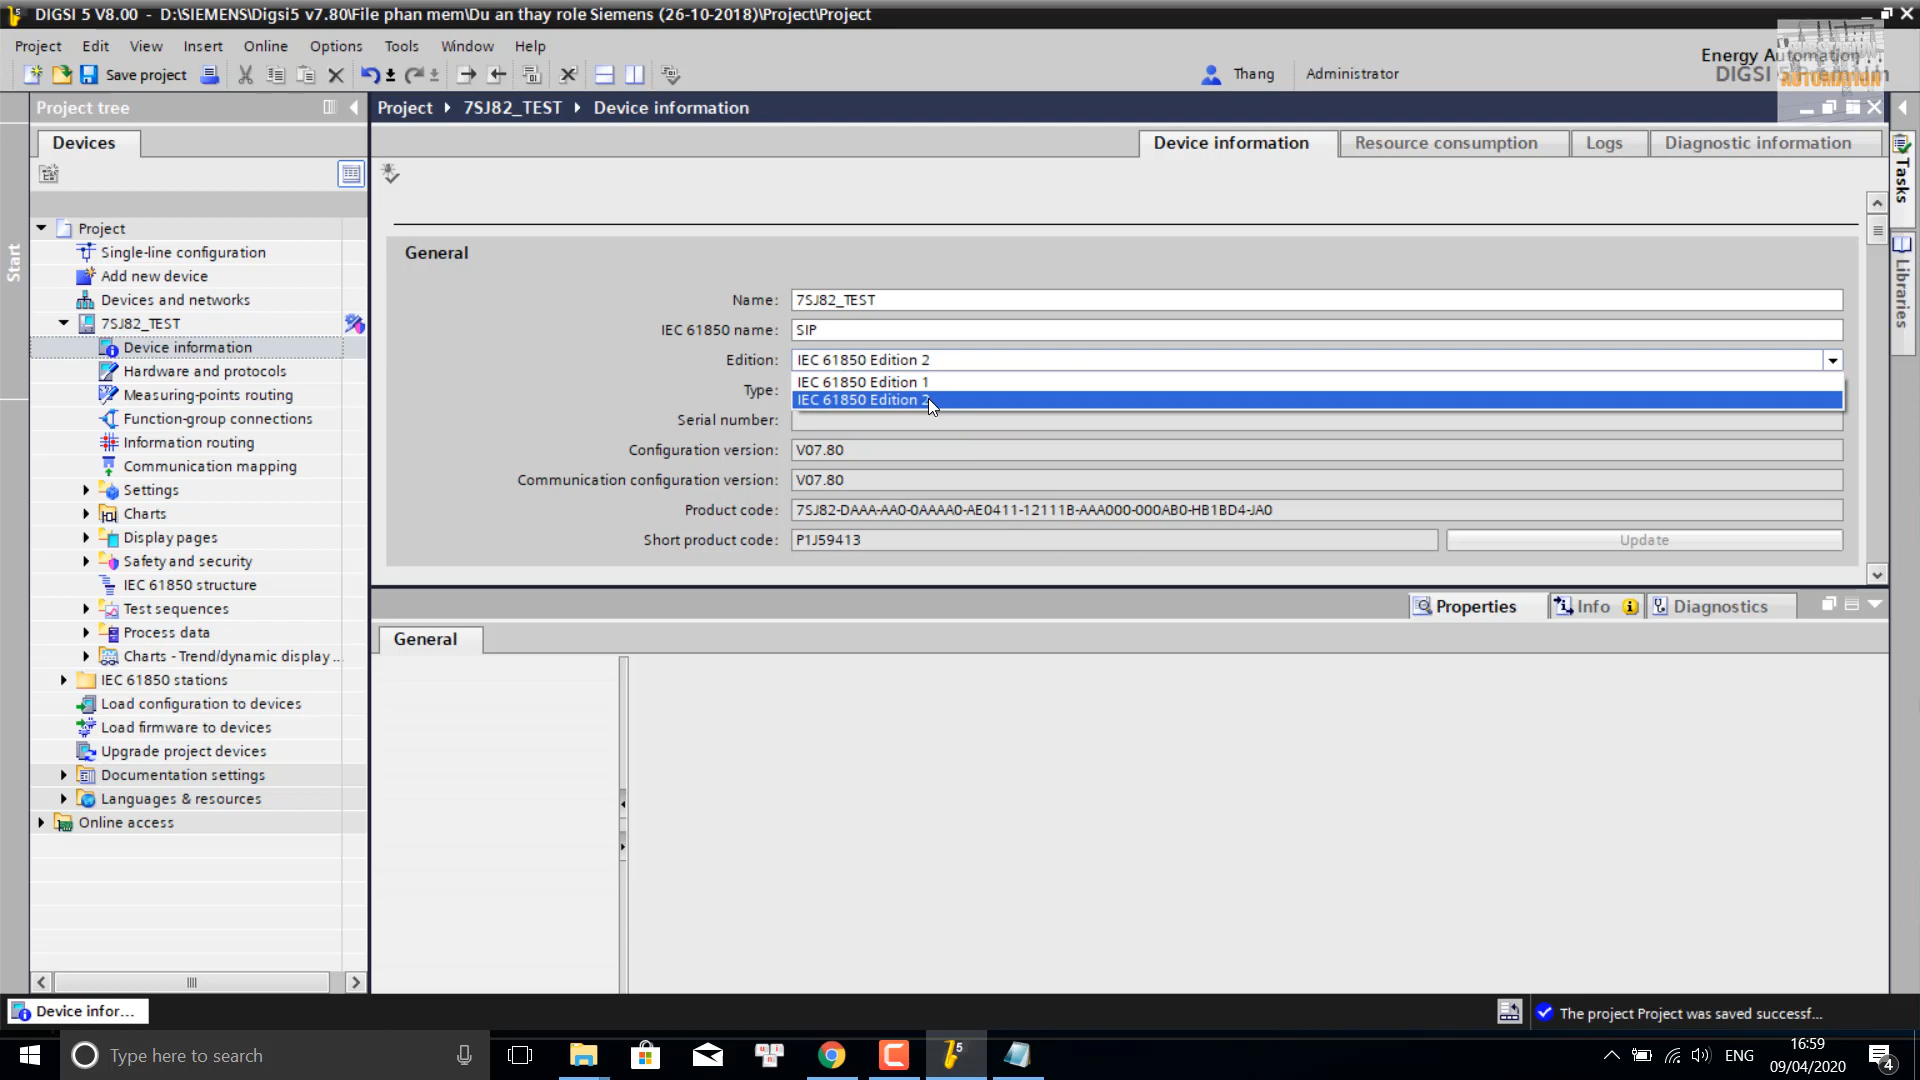 DIGSI 5 V8.00 - D:\SIEMENS\Digsi5 v7.80\File phan mem\Du an thay role Siemens (26-10-2018)\Project\Project
Project Edit View Insert Online Options Tools Window Help
Energy Automation
DIGSI 5 Premium
AUTOMATION
Save project
Thang Administrator
Project tree
Project 7SJ82_TEST Device information
Devices
Device information Resource consumption Logs Diagnostic information
Start
Tasks
Libraries
Project
Single-line configuration
Add new device
Devices and networks
7SJ82_TEST
Device information
Hardware and protocols
Measuring-points routing
Function-group connections
Information routing
Communication mapping
Settings
Charts
Display pages
Safety and security
IEC 61850 structure
Test sequences
Process data
Charts - Trend/dynamic display ...
IEC 61850 stations
Load configuration to devices
Load firmware to devices
Upgrade project devices
Documentation settings
Languages & resources
Online access
General
Name: 7SJ82_TEST
IEC 61850 name: SIP
Edition: IEC 61850 Edition 2
IEC 61850 Edition 1
Type:
IEC 61850 Edition 2
Serial number:
Configuration version: V07.80
Communication configuration version: V07.80
Product code: 7SJ82-DAAA-AA0-0AAAA0-AE0411-12111B-AAA000-000AB0-HB1BD4-JA0
Short product code: P1J59413 Update
Properties Info Diagnostics
General
Device infor...
The project Project was saved successf...
Type here to search
ENG
16:59
09/04/2020
4